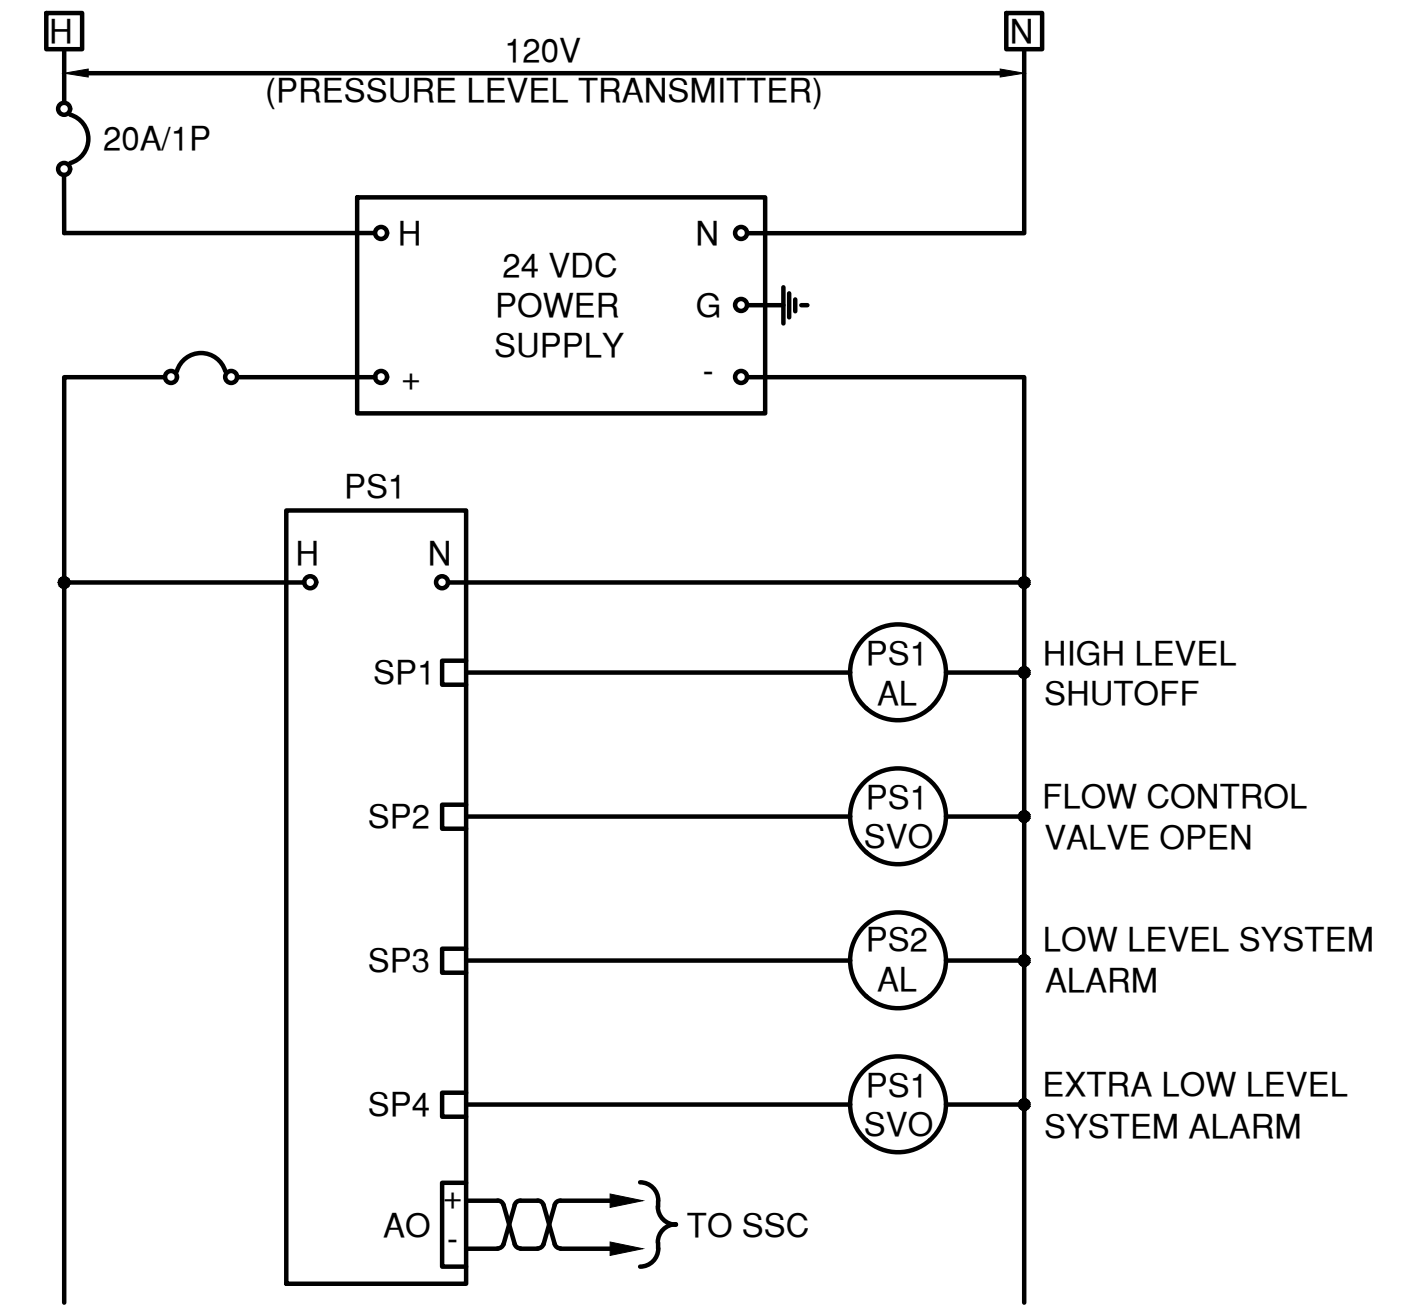 H
N
120V
(PRESSURE LEVEL TRANSMITTER)
20A/1P
H
N
24 VDC
POWER
SUPPLY
G
+
-
PS1
H
N
SP1
PS1
AL
HIGH LEVEL
SHUTOFF
SP2
PS1
SVO
FLOW CONTROL
VALVE OPEN
SP3
PS2
AL
LOW LEVEL SYSTEM
ALARM
SP4
PS1
SVO
EXTRA LOW LEVEL
SYSTEM ALARM
AO
+
-
TO SSC